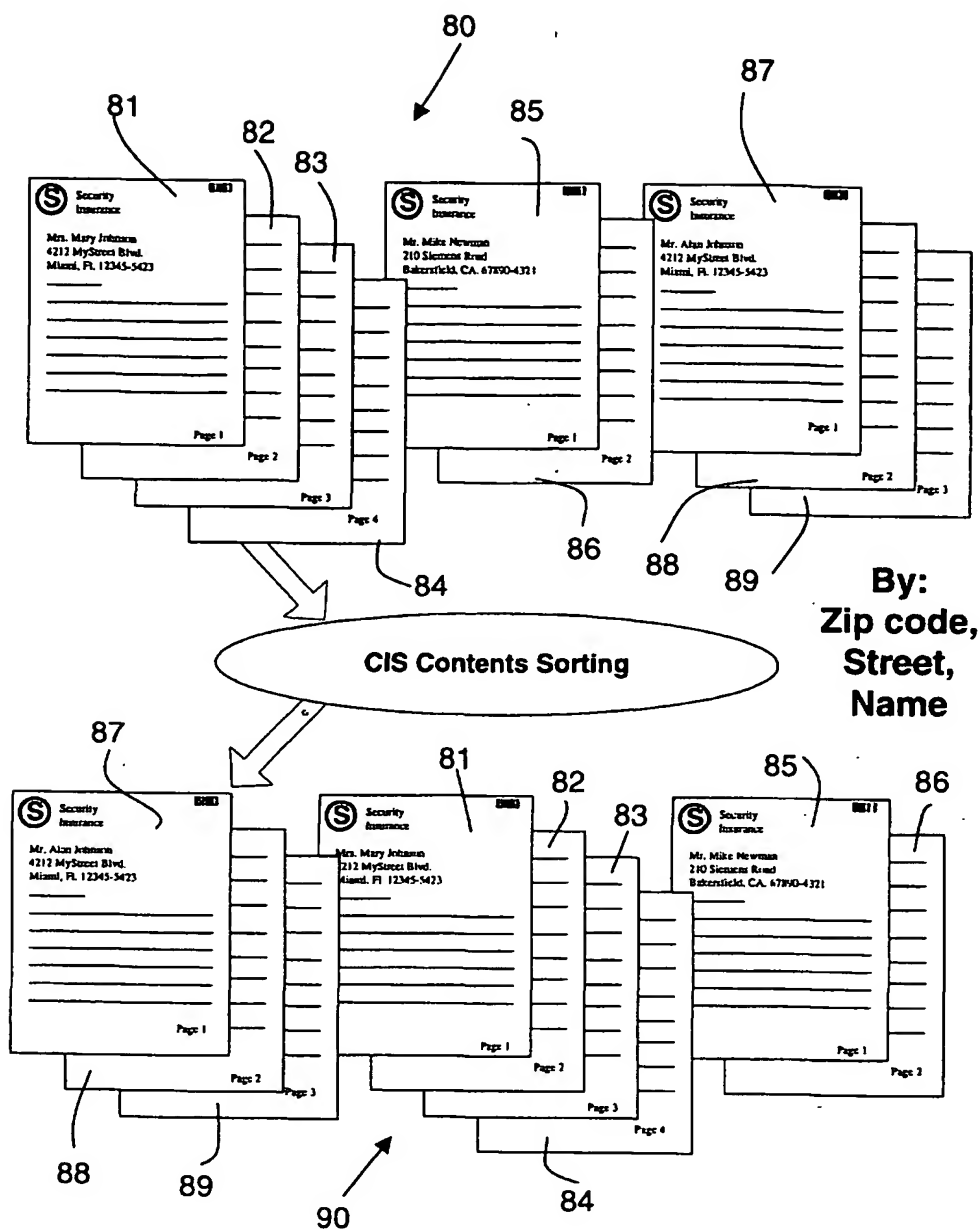 80
81
82
83
85
87
S Security
Insurance
Mrs. Mary Johnson
4212 MyStreet Blvd.
Miami, FL 12345-5423
Page 1
Page 2
Page 3
Page 4
84
S Security
Insurance
Mr. Mike Newman
210 Siemens Road
Bakersfield, CA. 67890-4321
Page 1
Page 2
86
S Security
Insurance
Mr. Alan Johnson
4212 MyStreet Blvd.
Miami, FL 12345-5423
Page 1
Page 2
Page 3
88
89
By:
Zip code,
Street,
Name
CIS Contents Sorting
87
81
82
83
85
86
S Security
Insurance
Mr. Alan Johnson
4212 MyStreet Blvd.
Miami, FL 12345-5423
Page 1
Page 2
Page 3
88
89
S Security
Insurance
Mrs. Mary Johnson
4212 MyStreet Blvd.
Miami, Fl 12345-5423
Page 1
Page 2
Page 3
Page 4
84
S Security
Insurance
Mr. Mike Newman
210 Siemens Road
Bakersfield, CA. 67890-4321
Page 1
Page 2
90